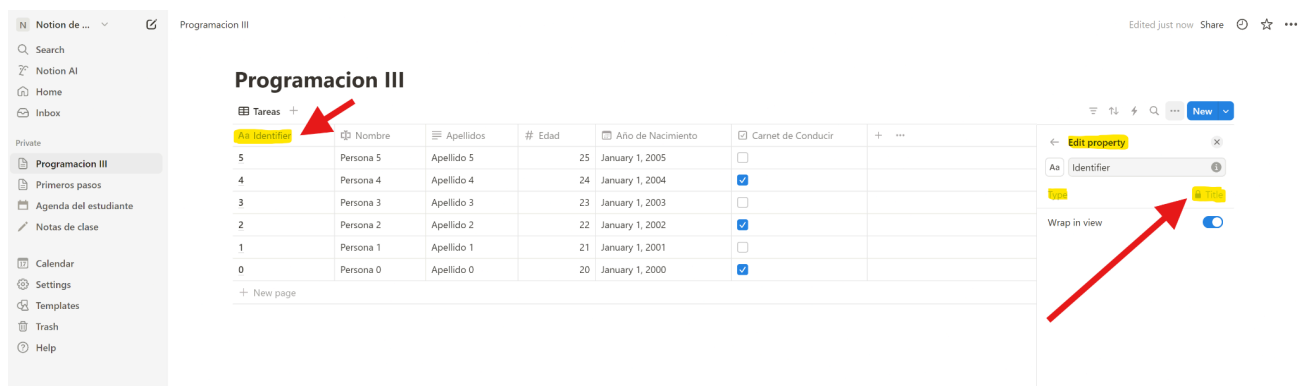 N Notion de ...
Programacion III
Edited just now Share
Search
Notion AI
Home
Inbox
Private
Programacion III
Primeros pasos
Agenda del estudiante
Notas de clase
Calendar
Settings
Templates
Trash
Help
Programacion III
Tareas
New
Aa Identifier Nombre Apellidos # Edad Año de Nacimiento Carnet de Conducir
5 Persona 5 Apellido 5 25 January 1, 2005
4 Persona 4 Apellido 4 24 January 1, 2004
3 Persona 3 Apellido 3 23 January 1, 2003
2 Persona 2 Apellido 2 22 January 1, 2002
1 Persona 1 Apellido 1 21 January 1, 2001
0 Persona 0 Apellido 0 20 January 1, 2000
+ New page
Edit property
Aa Identifier
Type Title
Wrap in view